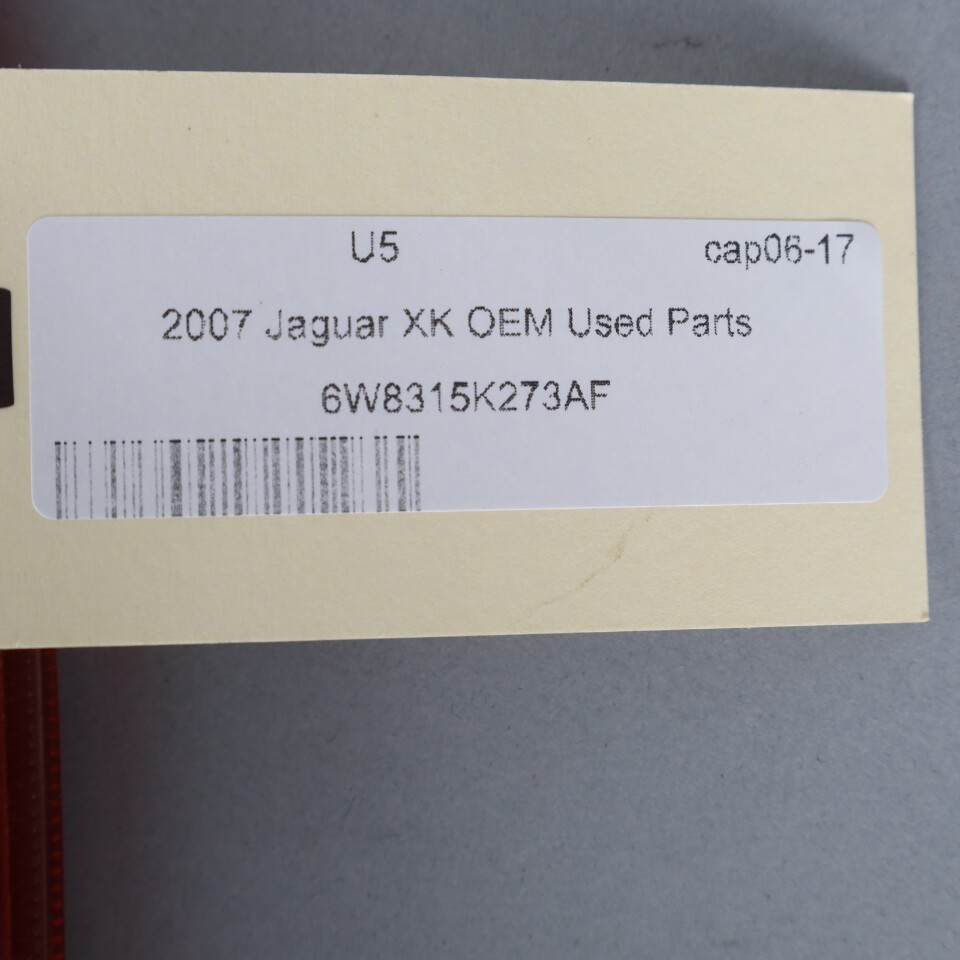 U5 cap06-17
2007 Jaguar XK OEM Used Parts
6W8315K273AF